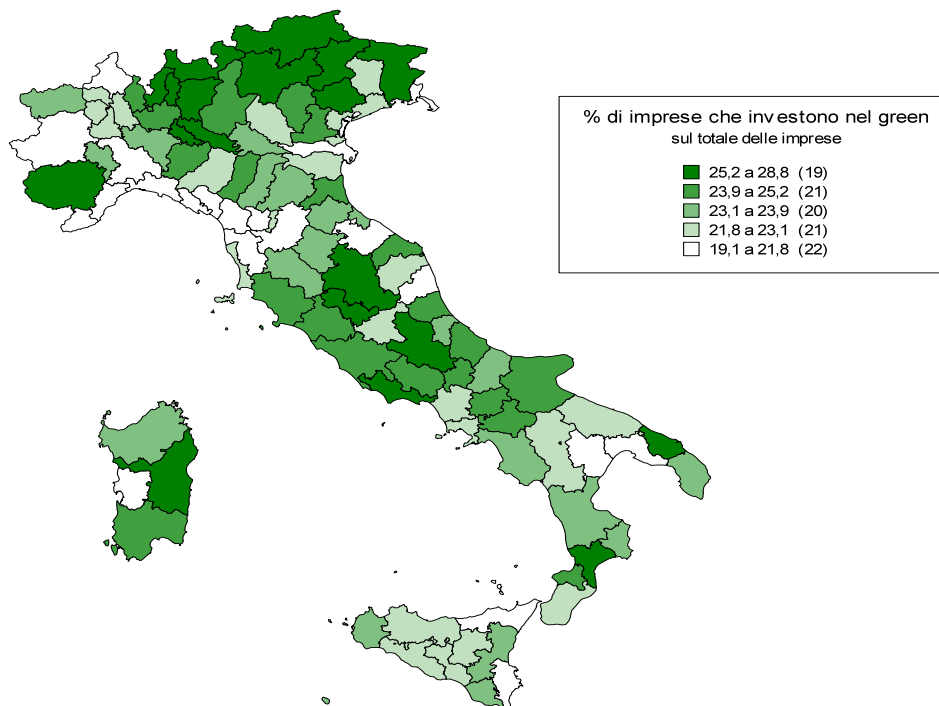 % di imprese che investono nel green
sul totale delle imprese
25,2 a 28,8 (19)
23,9 a 25,2 (21)
23,1 a 23,9 (20)
21,8 a 23,1 (21)
19,1 a 21,8 (22)